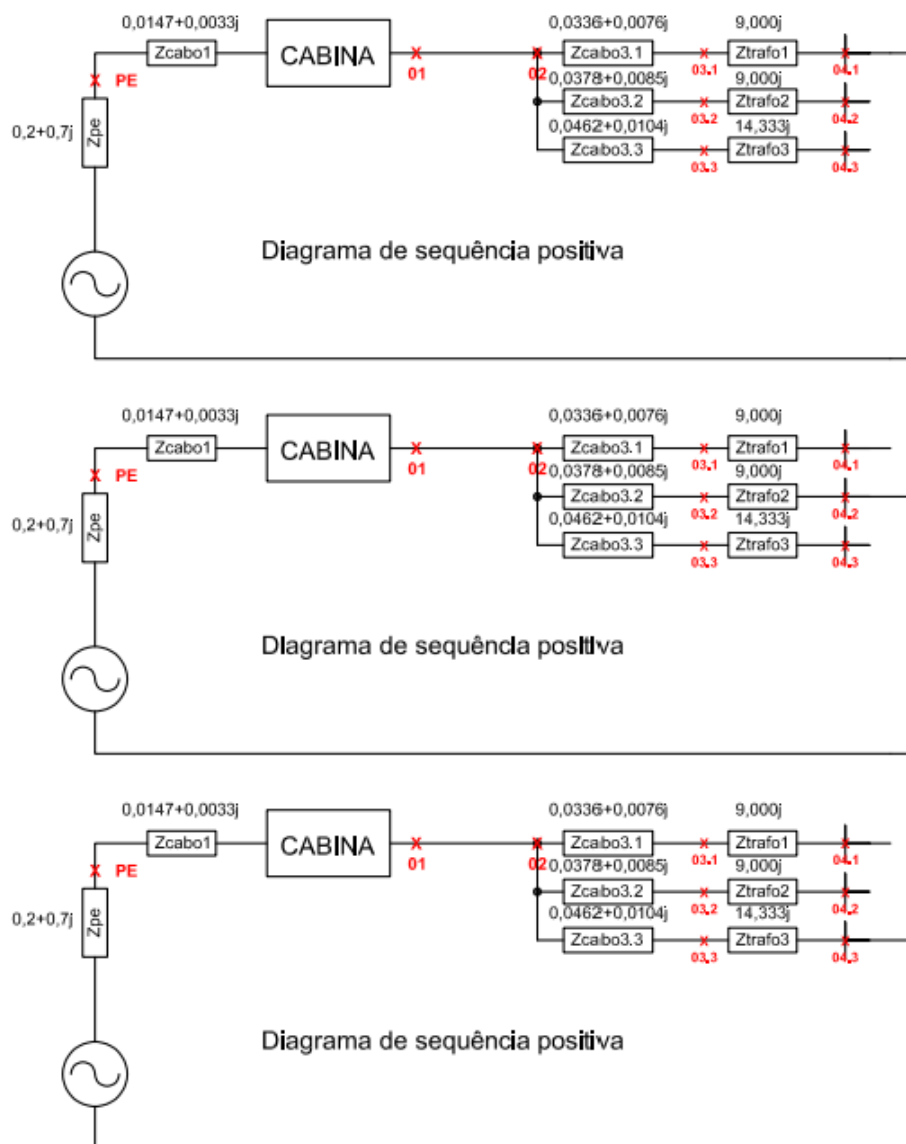 0,0147+0,0033j
0,0336+0,0076j
9,000j
Zcabo1
CABINA
Zcabo3.1
Ztrafo1
PE
01
02
03.1
04.1
0,0378+0,0085j
9,000j
Zcabo3.2
Ztrafo2
0,2+0,7j
Zpe
03.2
04.2
0,0462+0,0104j
14,333j
Zcabo3.3
Ztrafo3
03.3
04.3
Diagrama de sequência positiva
0,0147+0,0033j
0,0336+0,0076j
9,000j
Zcabo1
CABINA
Zcabo3.1
Ztrafo1
PE
01
02
03.1
04.1
0,0378+0,0085j
9,000j
Zcabo3.2
Ztrafo2
0,2+0,7j
Zpe
03.2
04.2
0,0462+0,0104j
14,333j
Zcabo3.3
Ztrafo3
03.3
04.3
Diagrama de sequência positiva
0,0147+0,0033j
0,0336+0,0076j
9,000j
Zcabo1
CABINA
Zcabo3.1
Ztrafo1
PE
01
02
03.1
04.1
0,0378+0,0085j
9,000j
Zcabo3.2
Ztrafo2
0,2+0,7j
Zpe
03.2
04.2
0,0462+0,0104j
14,333j
Zcabo3.3
Ztrafo3
03.3
04.3
Diagrama de sequência positiva